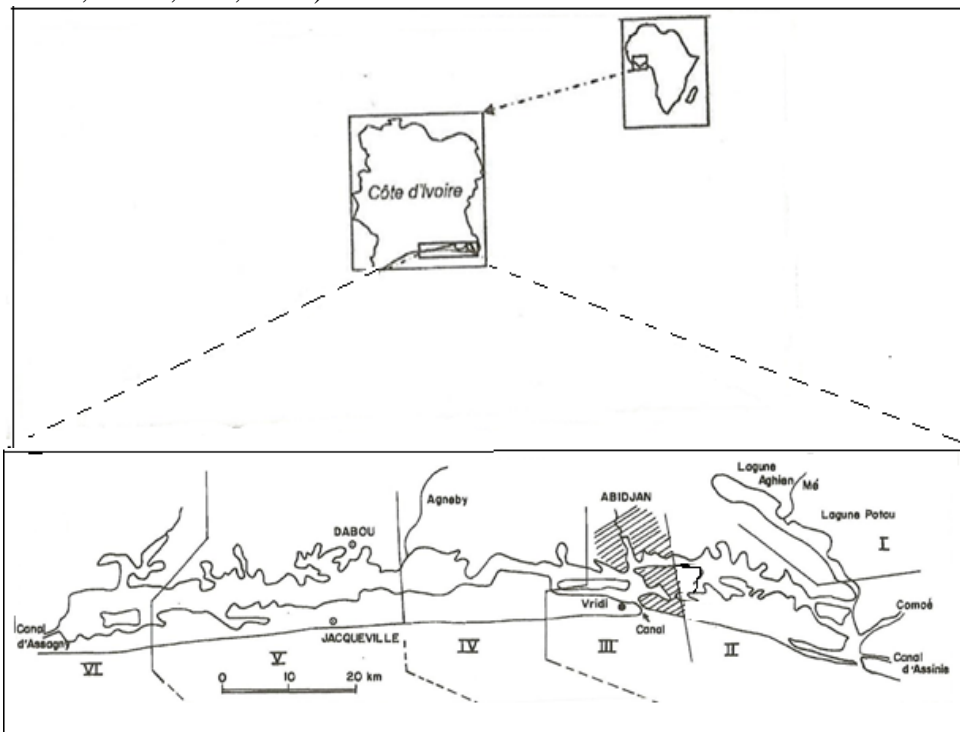 Côte d'Ivoire
Lagune
Aghien
Mé
Lagune Potou
I
ABIDJAN
Agneby
DABOU
Comoé
Vridi
Canal
Canal
d'Assagny
JACQUEVILLE
Canal
d'Assinie
VI
V
IV
III
II
0 10 20 km